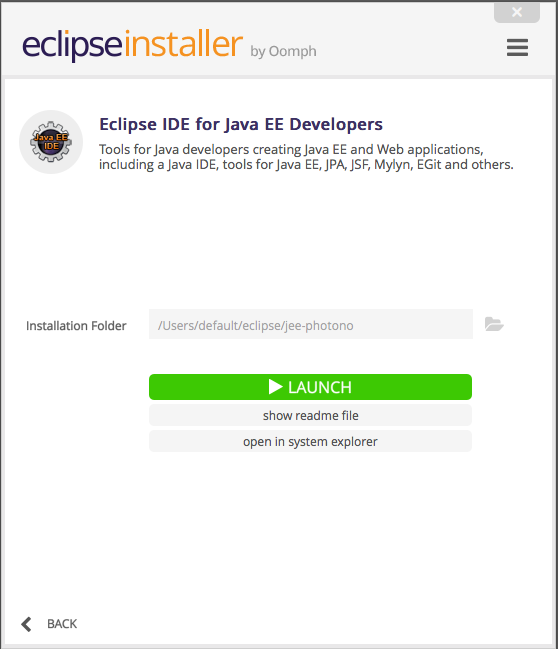 eclipseinstaller by Oomph
Java EE
IDE
Eclipse IDE for Java EE Developers
Tools for Java developers creating Java EE and Web applications,
including a Java IDE, tools for Java EE, JPA, JSF, Mylyn, EGit and others.
Installation Folder /Users/default/eclipse/jee-photono
LAUNCH
show readme file
open in system explorer
BACK